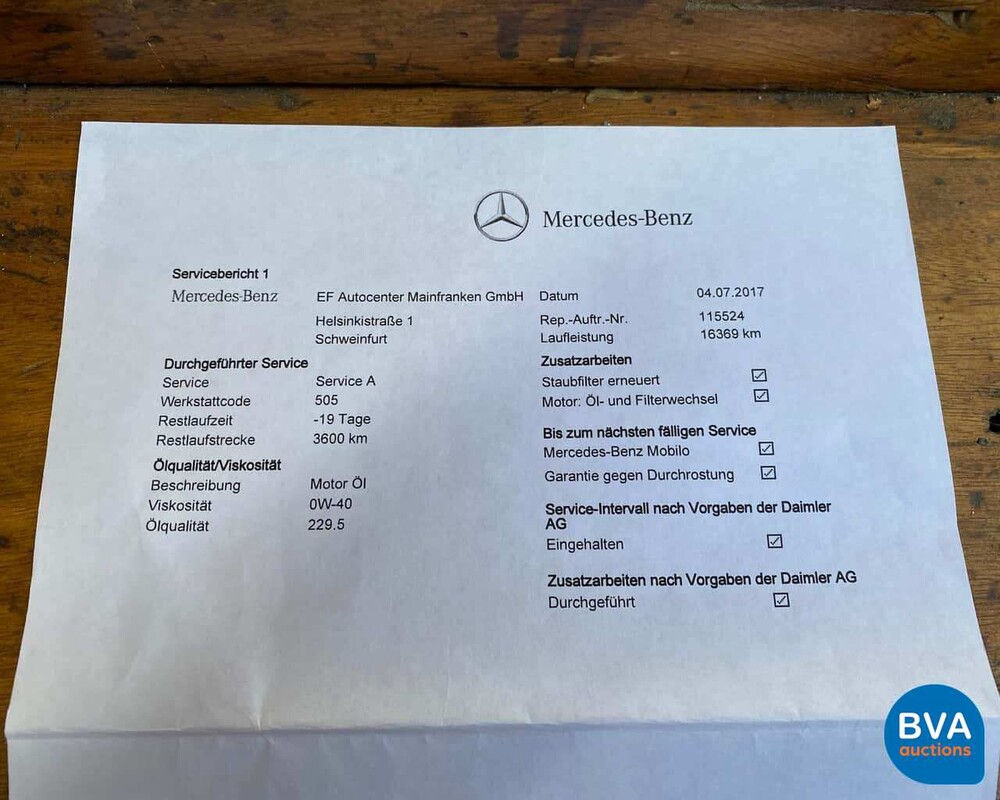 Mercedes-Benz
Servicebericht 1
Mercedes-Benz EF Autocenter Mainfranken GmbH
Helsinkistraße 1
Schweinfurt
Datum 04.07.2017
Rep.-Auftr.-Nr. 115524
Laufleistung 16369 km
Durchgeführter Service
Service Service A
Werkstattcode 505
Restlaufzeit -19 Tage
Restlaufstrecke 3600 km
Ölqualität/Viskosität
Beschreibung Motor Öl
Viskosität 0W-40
Ölqualität 229.5
Zusatzarbeiten
Staubfilter erneuert ☑
Motor: Öl- und Filterwechsel ☑
Bis zum nächsten fälligen Service
Mercedes-Benz Mobilo ☑
Garantie gegen Durchrostung ☑
Service-Intervall nach Vorgaben der Daimler
AG
Eingehalten ☑
Zusatzarbeiten nach Vorgaben der Daimler AG
Durchgeführt ☑
BVA
auctions